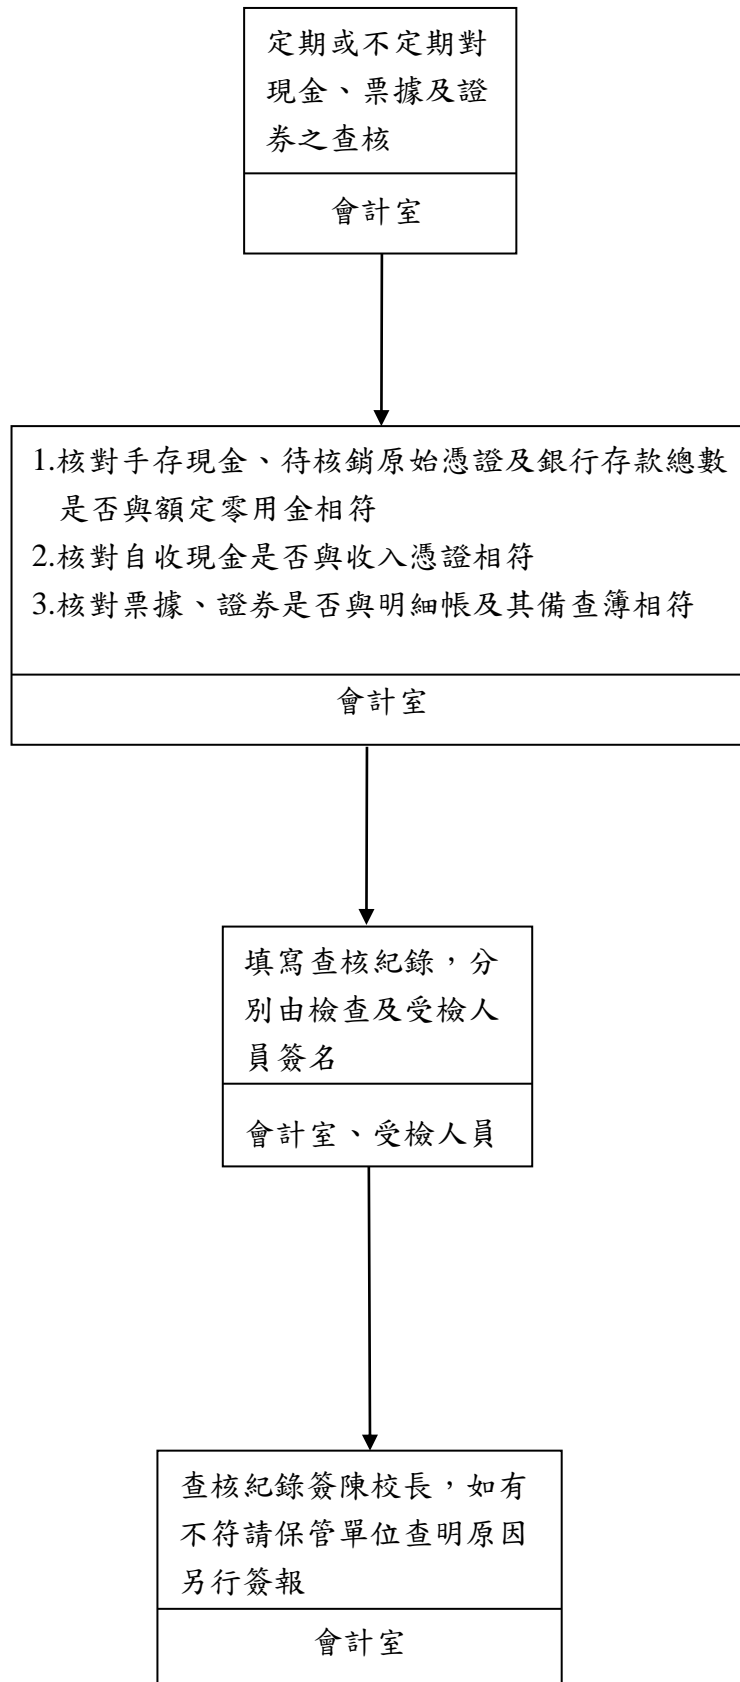 定期或不定期對
現金、票據及證
券之查核
會計室
1.核對手存現金、待核銷原始憑證及銀行存款總數
是否與額定零用金相符
2.核對自收現金是否與收入憑證相符
3.核對票據、證券是否與明細帳及其備查簿相符
會計室
填寫查核紀錄，分
別由檢查及受檢人
員簽名
會計室、受檢人員
查核紀錄簽陳校長，如有
不符請保管單位查明原因
另行簽報
會計室